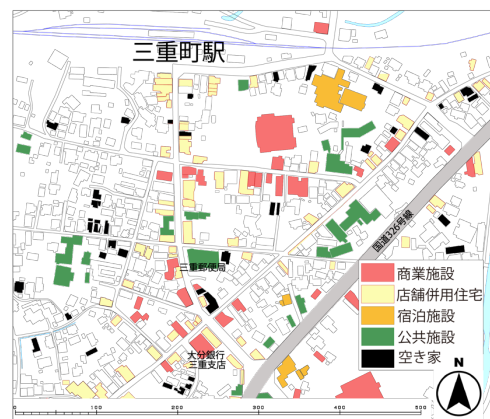 三重町駅
国道326号線
三重郵便局
大分銀行
三重支店
商業施設
店舗併用住宅
宿泊施設
公共施設
空き家
N
0 100 200 300 400 500